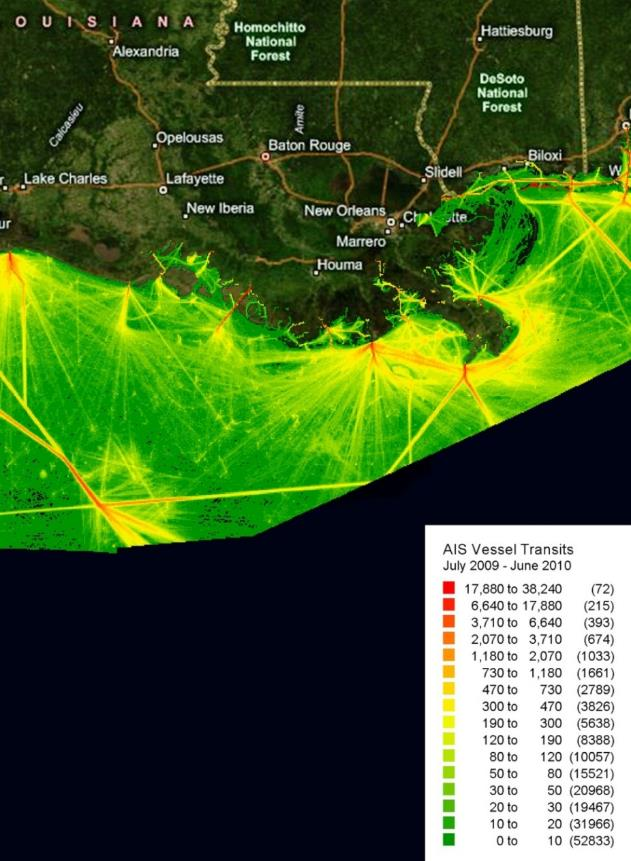 O U I S I A N A
Homochitto
National
Forest
Hattiesburg
Alexandria
DeSoto
National
Forest
Calcasieu
Amite
Opelousas
Baton Rouge
Biloxi
Slidell
Lake Charles
Lafayette
W
New Iberia
New Orleans
ur
Marrero
Houma
AIS Vessel Transits
July 2009 - June 2010
17,880 to 38,240 (72)
6,640 to 17,880 (215)
3,710 to 6,640 (393)
2,070 to 3,710 (674)
1,180 to 2,070 (1033)
730 to 1,180 (1661)
470 to 730 (2789)
300 to 470 (3826)
190 to 300 (5638)
120 to 190 (8388)
80 to 120 (10057)
50 to 80 (15521)
30 to 50 (20968)
20 to 30 (19467)
10 to 20 (31966)
0 to 10 (52833)